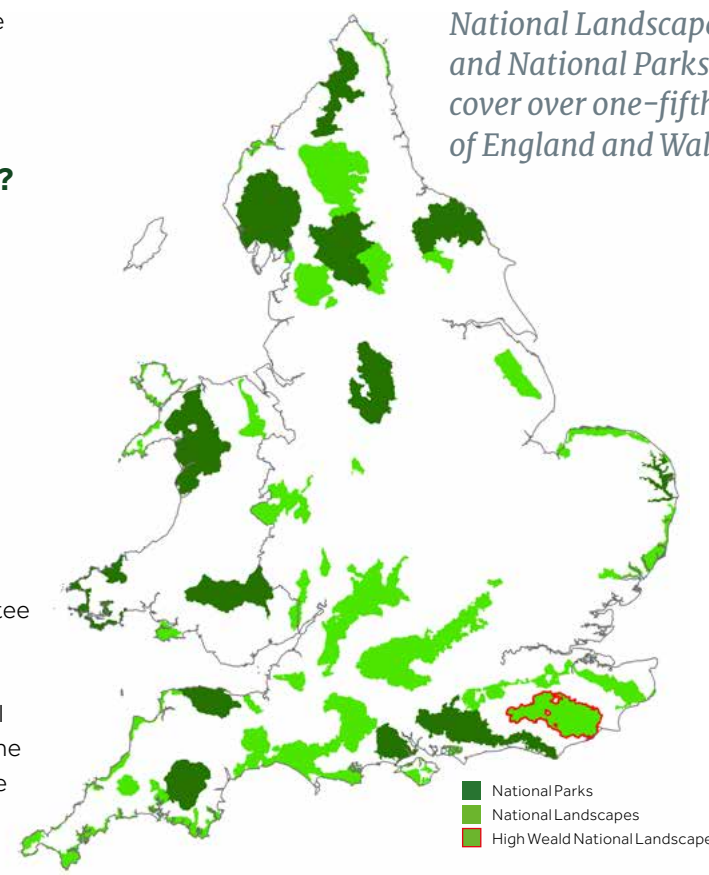 National Landscape
and National Parks
cover over one-fifth
of England and Wal
?
tee
National Parks
National Landscapes
High Weald National Landscape